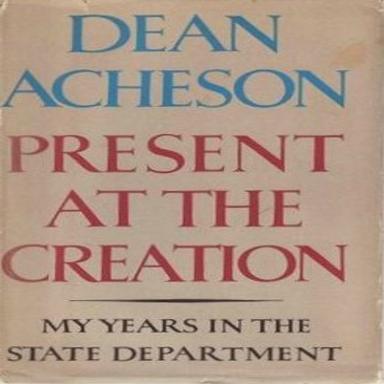 DEAN
ACHESON
PRESENT
AT THE
CREATION
MY YEARS IN THE
STATE DEPARTMENT